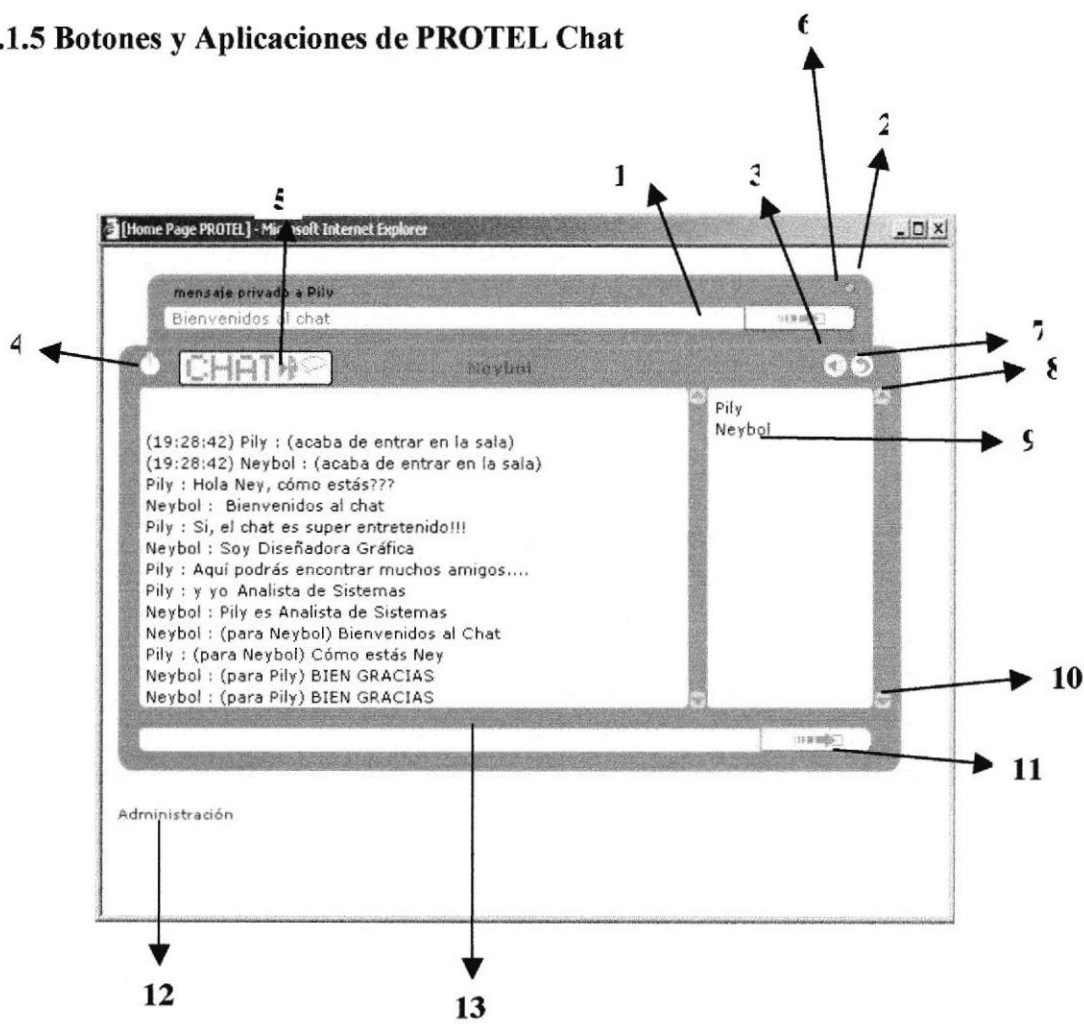 .1.5 Botones y Aplicaciones de PROTEL Chat
6
2
1
3
5
[Home Page PROTEL] - Microsoft Internet Explorer
mensaje privado a Pily
Bienvenidos al chat
4
7
CHAT
Neybol
8
Pily
Neybol
9
(19:28:42) Pily : (acaba de entrar en la sala)
(19:28:42) Neybol : (acaba de entrar en la sala)
Pily : Hola Ney, cómo estás???
Neybol : Bienvenidos al chat
Pily : Si, el chat es super entretenido!!!
Neybol : Soy Diseñadora Gráfica
Pily : Aquí podrás encontrar muchos amigos....
Pily : y yo Analista de Sistemas
Neybol : Pily es Analista de Sistemas
Neybol : (para Neybol) Bienvenidos al Chat
Pily : (para Neybol) Cómo estás Ney
Neybol : (para Pily) BIEN GRACIAS
Neybol : (para Pily) BIEN GRACIAS
10
11
Administración
12
13